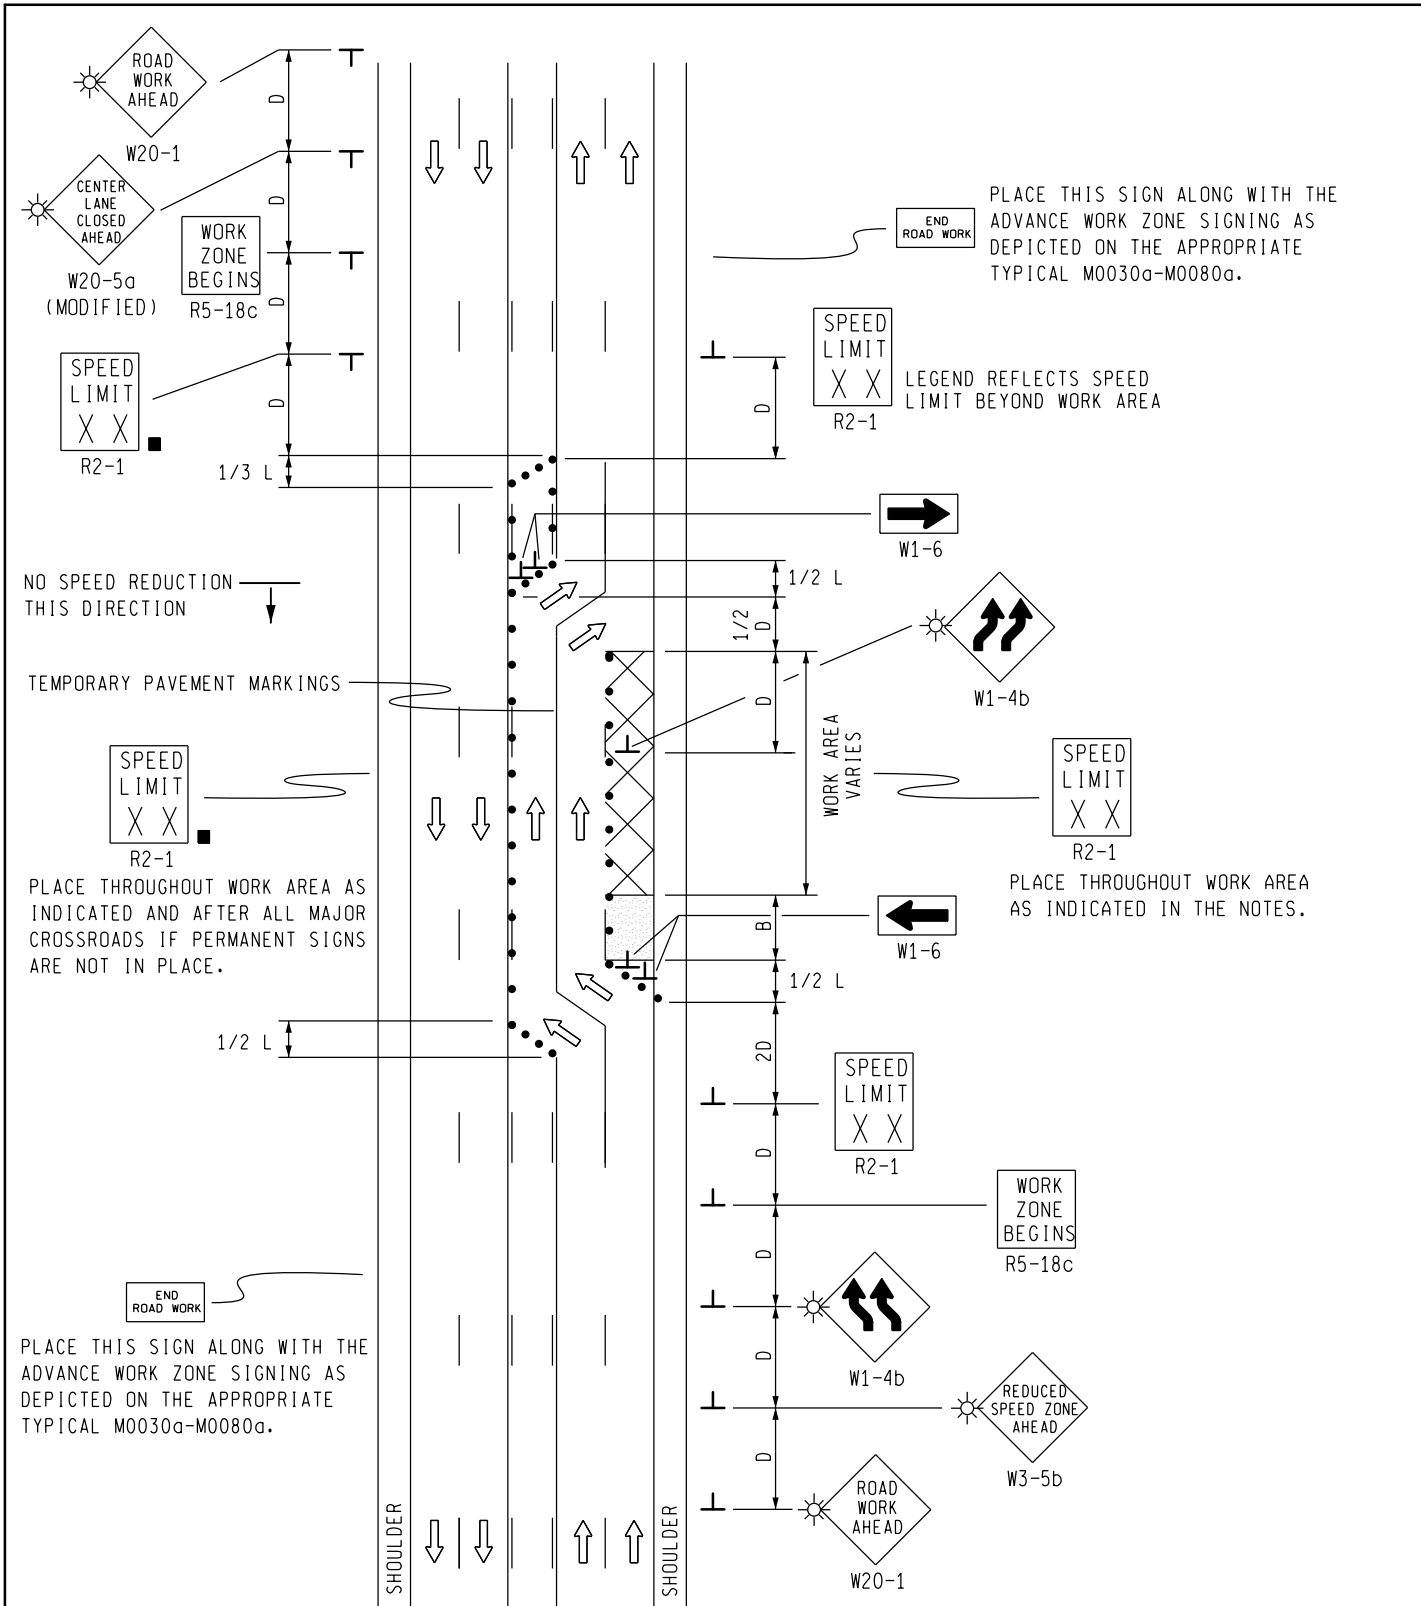 ROAD
WORK
AHEAD
W20-1
D
CENTER
LANE
CLOSED
AHEAD
W20-5a
(MODIFIED)
D
WORK
ZONE
BEGINS
R5-18c
D
SPEED
LIMIT
X X
R2-1
D
1/3 L
NO SPEED REDUCTION
THIS DIRECTION
TEMPORARY PAVEMENT MARKINGS
SPEED
LIMIT
X X
R2-1
PLACE THROUGHOUT WORK AREA AS
INDICATED AND AFTER ALL MAJOR
CROSSROADS IF PERMANENT SIGNS
ARE NOT IN PLACE.
1/2 L
END
ROAD WORK
PLACE THIS SIGN ALONG WITH THE
ADVANCE WORK ZONE SIGNING AS
DEPICTED ON THE APPROPRIATE
TYPICAL M0030a-M0080a.
SHOULDER
SHOULDER
END
ROAD WORK
PLACE THIS SIGN ALONG WITH THE
ADVANCE WORK ZONE SIGNING AS
DEPICTED ON THE APPROPRIATE
TYPICAL M0030a-M0080a.
SPEED
LIMIT
X X
R2-1
LEGEND REFLECTS SPEED
LIMIT BEYOND WORK AREA
D
W1-6
1/2 L
1/2
D
W1-4b
D
WORK AREA
VARIES
SPEED
LIMIT
X X
R2-1
PLACE THROUGHOUT WORK AREA
AS INDICATED IN THE NOTES.
B
W1-6
1/2 L
2D
SPEED
LIMIT
X X
R2-1
D
WORK
ZONE
BEGINS
R5-18c
D
W1-4b
D
REDUCED
SPEED ZONE
AHEAD
W3-5b
D
ROAD
WORK
AHEAD
W20-1